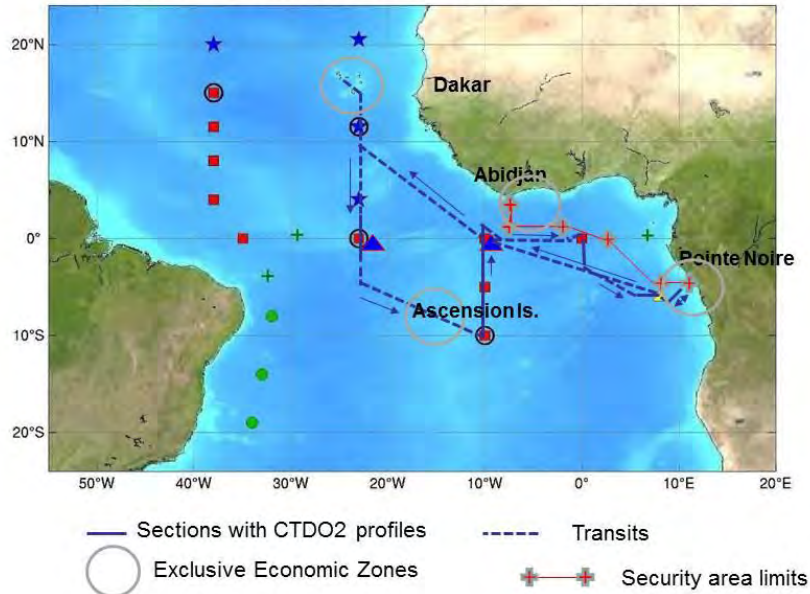 20°N
Dakar
10°N
Abidjan
0°
Pointe Noire
Ascension Is.
10°S
20°S
50°W 40°W 30°W 20°W 10°W 0° 10°E 20°E
Sections with CTDO2 profiles Transits
Exclusive Economic Zones Security area limits